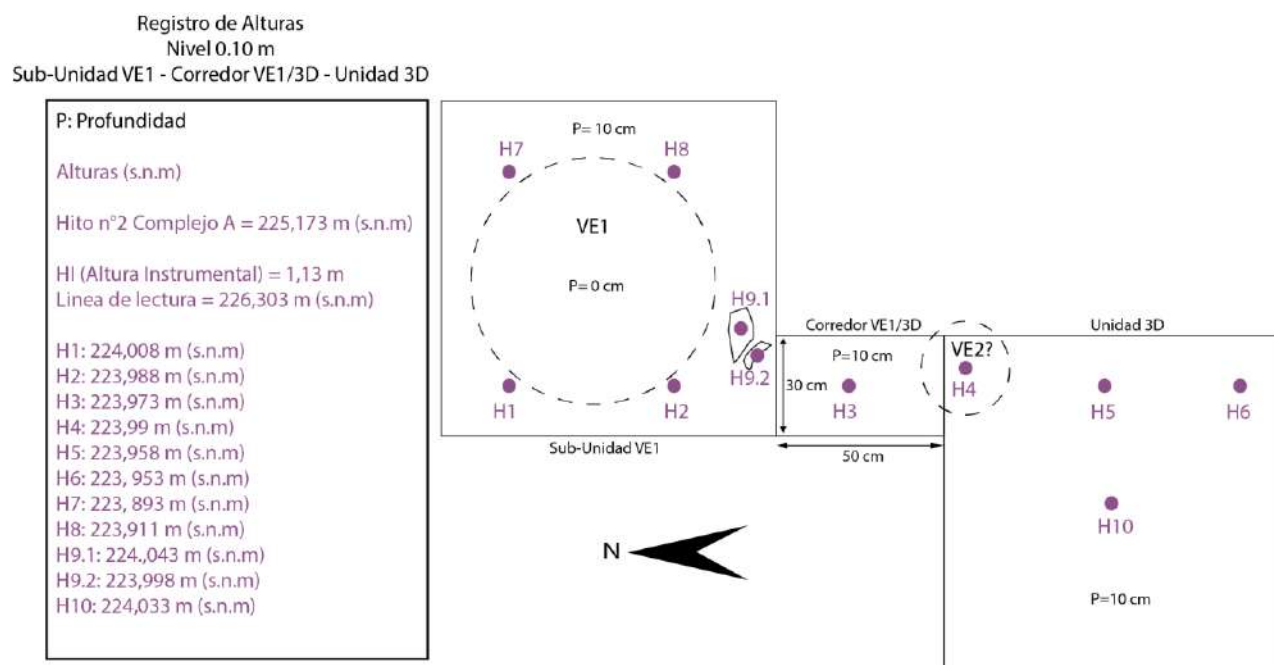 Registro de Alturas
Nivel 0.10 m
Sub-Unidad VE1 - Corredor VE1/3D - Unidad 3D
P: Profundidad
Alturas (s.n.m)
Hito n°2 Complejo A = 225,173 m (s.n.m)
HI (Altura Instrumental) = 1,13 m
Linea de lectura = 226,303 m (s.n.m)
H1: 224,008 m (s.n.m)
H2: 223,988 m (s.n.m)
H3: 223,973 m (s.n.m)
H4: 223,99 m (s.n.m)
H5: 223,958 m (s.n.m)
H6: 223, 953 m (s.n.m)
H7: 223, 893 m (s.n.m)
H8: 223,911 m (s.n.m)
H9.1: 224.,043 m (s.n.m)
H9.2: 223,998 m (s.n.m)
H10: 224,033 m (s.n.m)
P= 10 cm
H7
H8
VE1
P= 0 cm
H9.1
H9.2
H1
H2
Sub-Unidad VE1
Corredor VE1/3D
P=10 cm
30 cm
H3
50 cm
Unidad 3D
VE2?
H4
H5
H6
H10
P=10 cm
N